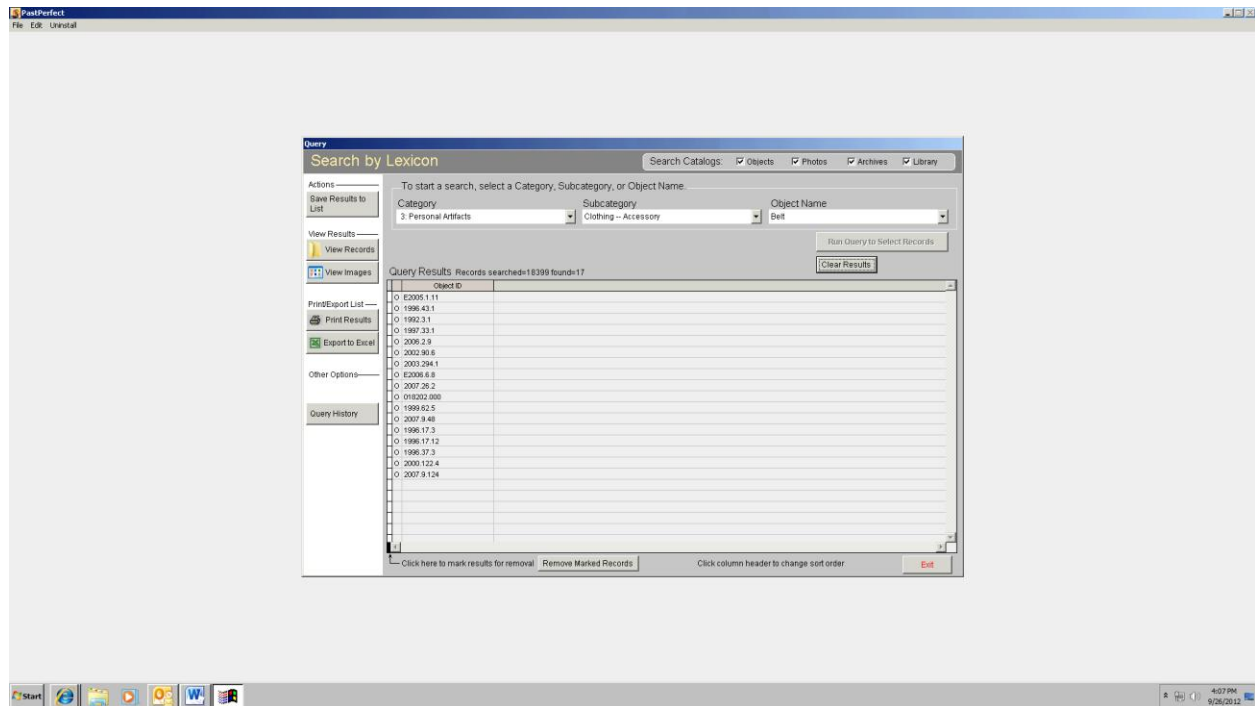 PastPerfect
File Edit Uninstall
Query
Search by Lexicon
Search Catalogs: Objects Photos Archives Library
Actions
Save Results to List
View Results
View Records
View Images
Print/Export List
Print Results
Export to Excel
Other Options
Query History
To start a search, select a Category, Subcategory, or Object Name.
Category Subcategory Object Name
3: Personal Artifacts Clothing -- Accessory Belt
Run Query to Select Records
Clear Results
Query Results Records searched=18399 found=17
Object ID
O E2005.1.11
O 1996.43.1
O 1992.3.1
O 1997.33.1
O 2006.2.9
O 2002.90.6
O 2003.294.1
O E2006.6.8
O 2007.26.2
O 018202.000
O 1999.62.5
O 2007.9.48
O 1996.17.3
O 1996.17.12
O 1996.37.3
O 2000.122.4
O 2007.9.124
Click here to mark results for removal Remove Marked Records Click column header to change sort order Exit
Start
4:07 PM
9/26/2012